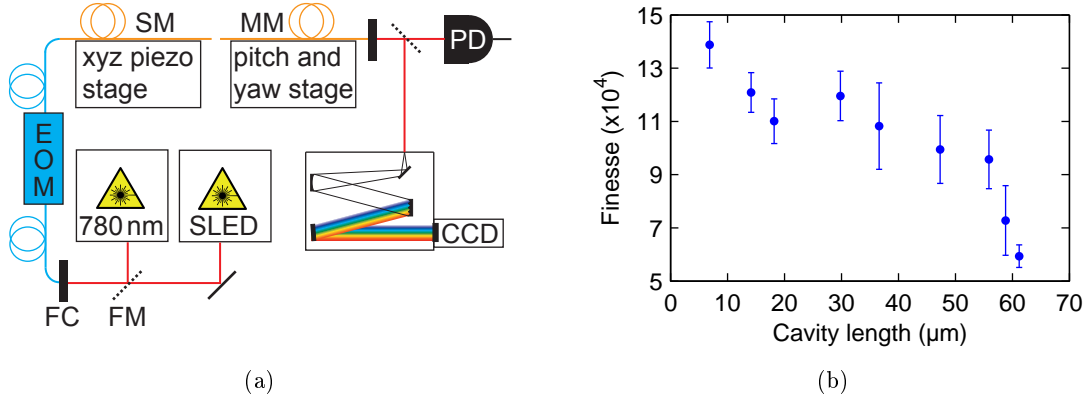 SM
MM
PD
xyz piezo
stage
pitch and
yaw stage
EOM
780 nm
SLED
CCD
FC
FM
(a)
Finesse (x10⁴)
15
13
11
9
7
5
0 10 20 30 40 50 60 70
Cavity length (µm)
(b)